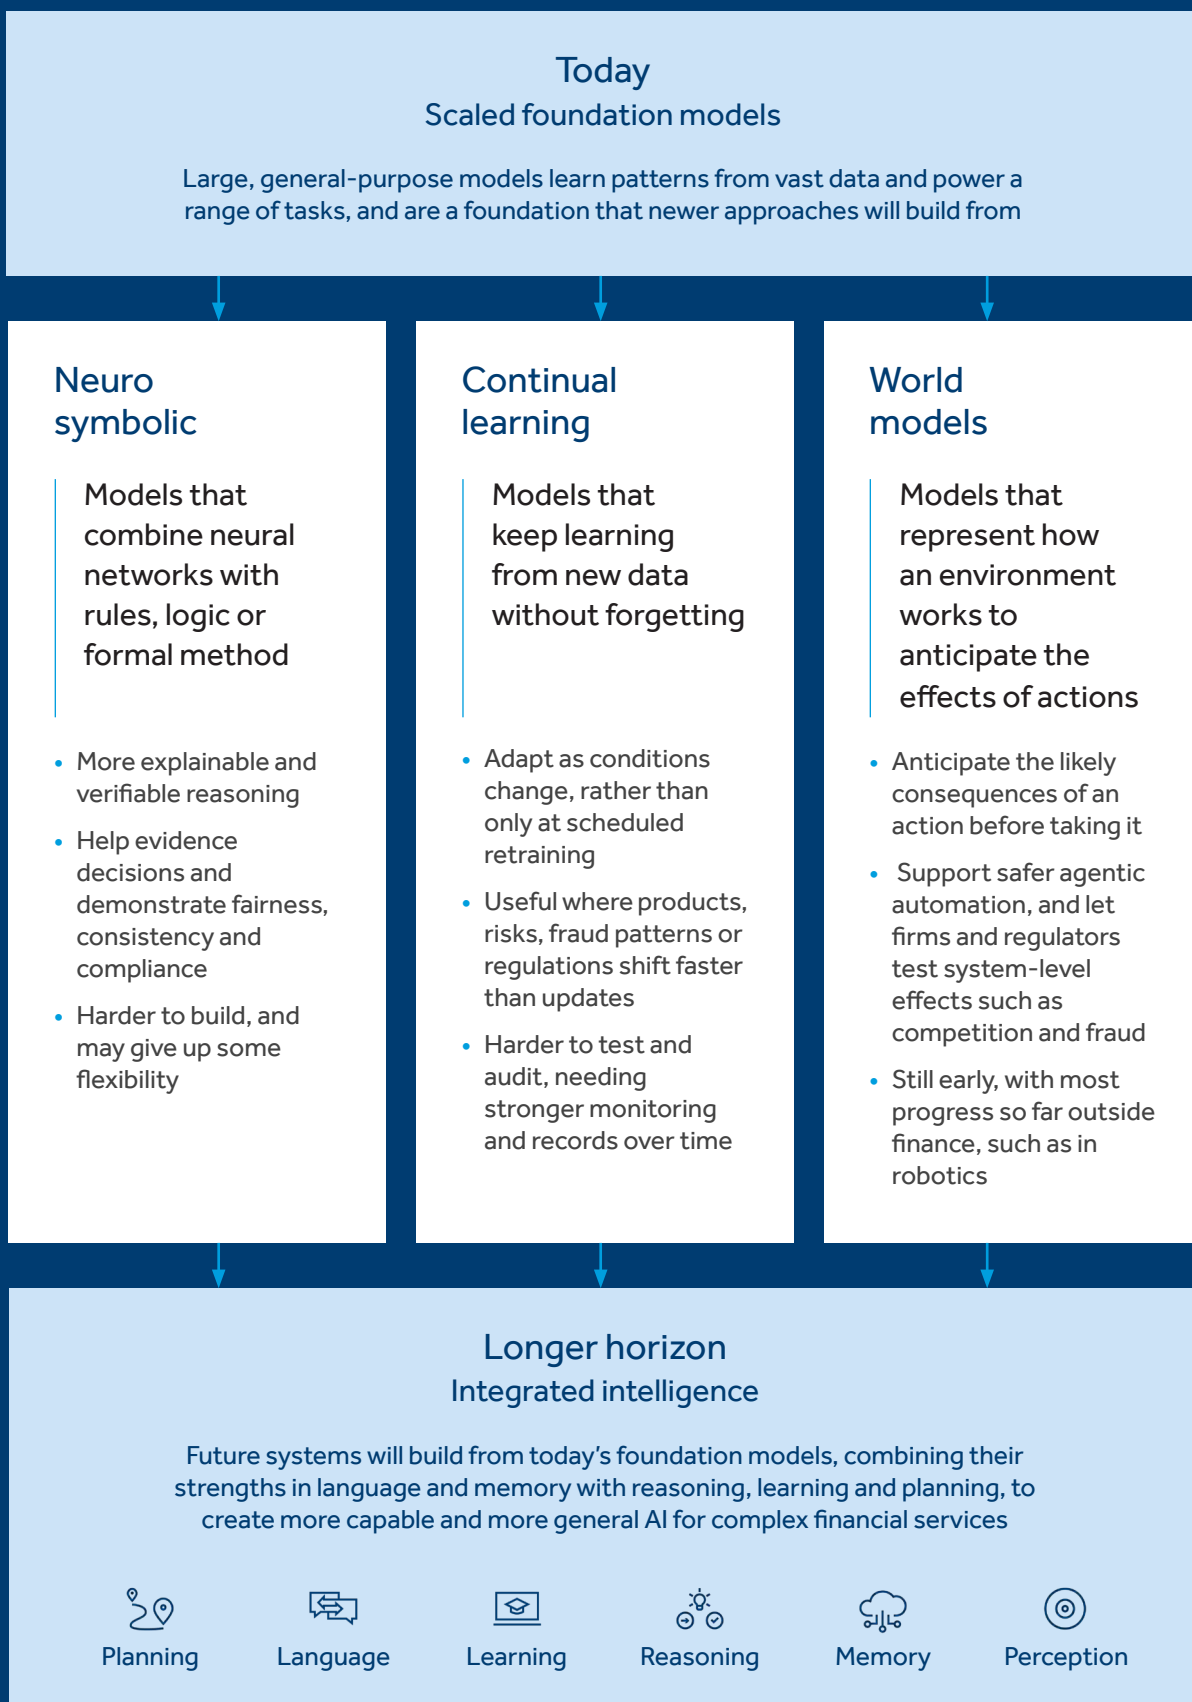 Today
Scaled foundation models
Large, general-purpose models learn patterns from vast data and power a
range of tasks, and are a foundation that newer approaches will build from
Neuro
symbolic
Models that
combine neural
networks with
rules, logic or
formal method
• More explainable and
verifiable reasoning
• Help evidence
decisions and
demonstrate fairness,
consistency and
compliance
• Harder to build, and
may give up some
flexibility
Continual
learning
Models that
keep learning
from new data
without forgetting
• Adapt as conditions
change, rather than
only at scheduled
retraining
• Useful where products,
risks, fraud patterns or
regulations shift faster
than updates
• Harder to test and
audit, needing
stronger monitoring
and records over time
World
models
Models that
represent how
an environment
works to
anticipate the
effects of actions
• Anticipate the likely
consequences of an
action before taking it
• Support safer agentic
automation, and let
firms and regulators
test system-level
effects such as
competition and fraud
• Still early, with most
progress so far outside
finance, such as in
robotics
Longer horizon
Integrated intelligence
Future systems will build from today’s foundation models, combining their
strengths in language and memory with reasoning, learning and planning, to
create more capable and more general AI for complex financial services
Planning
Language
Learning
Reasoning
Memory
Perception